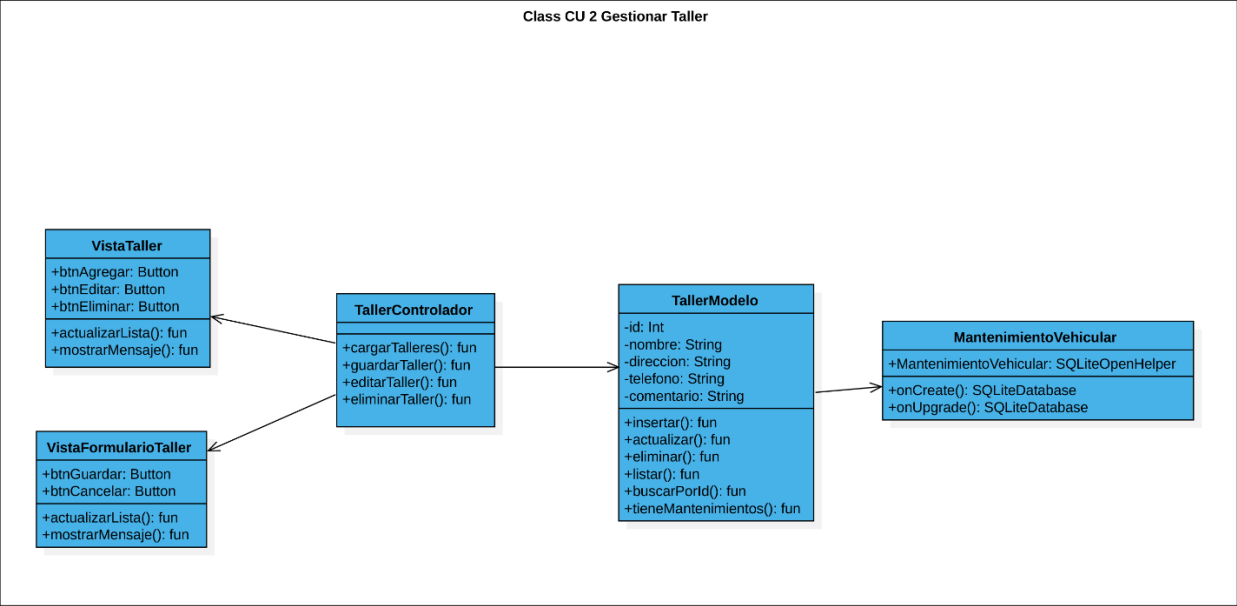 Class CU 2 Gestionar Taller
VistaTaller
+btnAgregar: Button
+btnEditar: Button
+btnEliminar: Button
+actualizarLista(): fun
+mostrarMensaje(): fun
VistaFormularioTaller
+btnGuardar: Button
+btnCancelar: Button
+actualizarLista(): fun
+mostrarMensaje(): fun
TallerControlador
+cargarTalleres(): fun
+guardarTaller(): fun
+editarTaller(): fun
+eliminarTaller(): fun
TallerModelo
-id: Int
-nombre: String
-direccion: String
-telefono: String
-comentario: String
+insertar(): fun
+actualizar(): fun
+eliminar(): fun
+listar(): fun
+buscarPorId(): fun
+tieneMantenimientos(): fun
MantenimientoVehicular
+MantenimientoVehicular: SQLiteOpenHelper
+onCreate(): SQLiteDatabase
+onUpgrade(): SQLiteDatabase